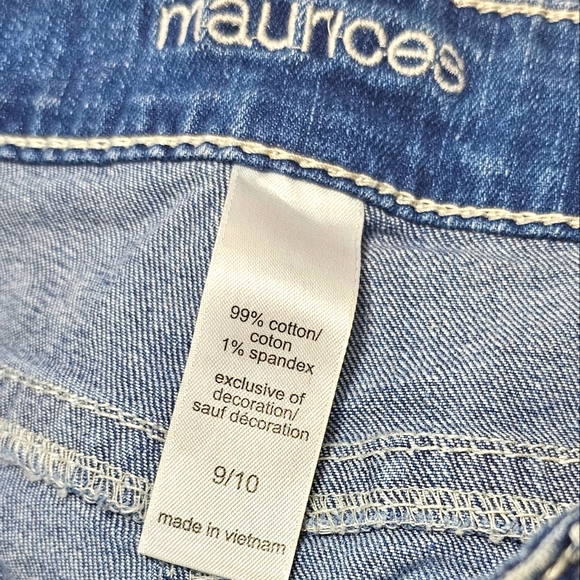 maurices
99% cotton/
coton
1% spandex
exclusive of
decoration/
sauf décoration
9/10
made in vietnam